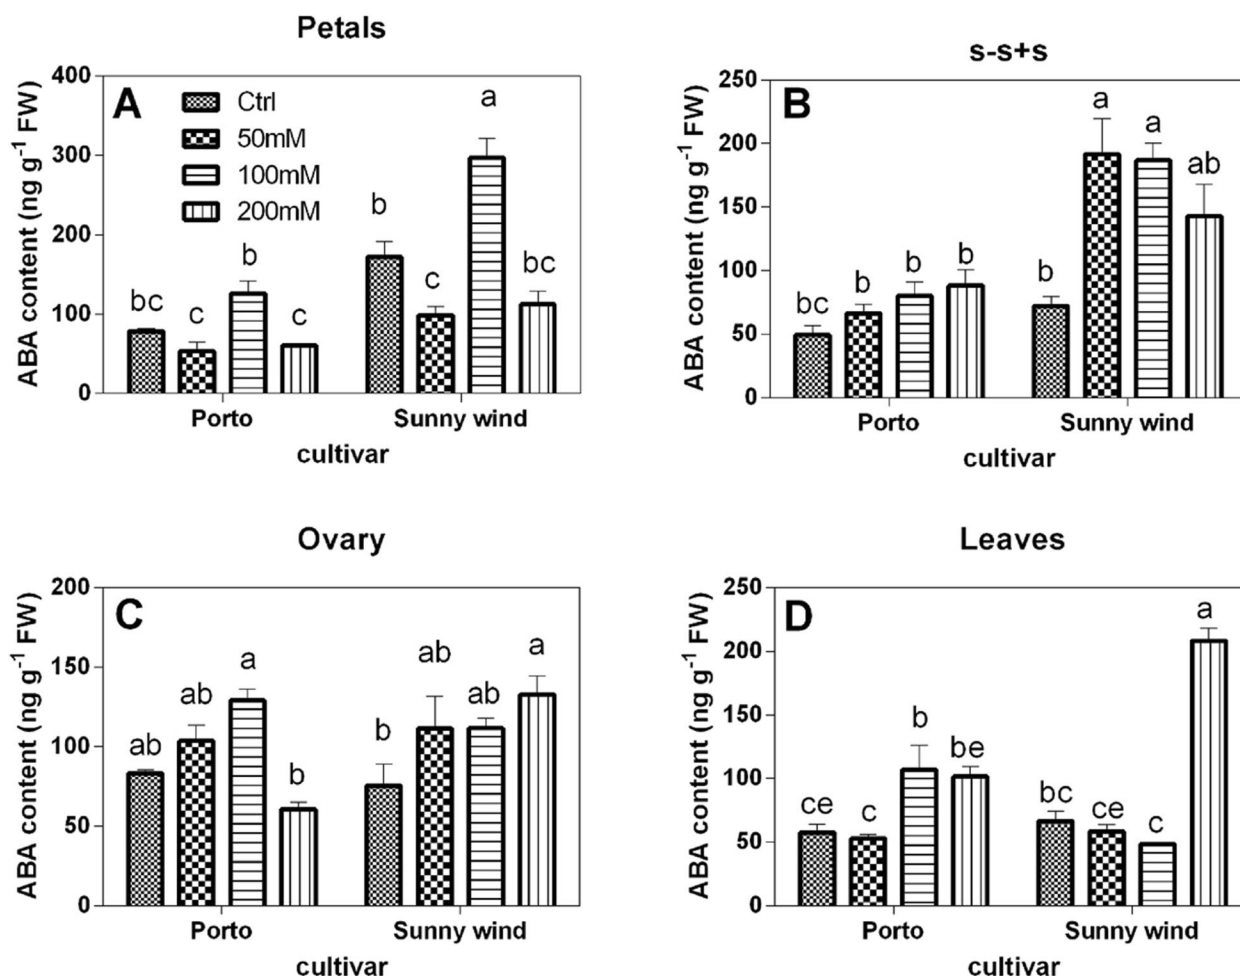 Petals
ABA content (ng g⁻¹ FW)
400
300
200
100
0
A
Ctrl
50mM
100mM
200mM
bc
c
b
c
b
c
a
bc
Porto
Sunny wind
cultivar
s-s+s
ABA content (ng g⁻¹ FW)
250
200
150
100
50
0
B
bc
b
b
b
b
a
a
ab
Porto
Sunny wind
cultivar
Ovary
ABA content (ng g⁻¹ FW)
200
150
100
50
0
C
ab
ab
a
b
b
ab
ab
a
Porto
Sunny wind
cultivar
Leaves
ABA content (ng g⁻¹ FW)
250
200
150
100
50
0
D
ce
c
b
be
bc
ce
c
a
Porto
Sunny wind
cultivar